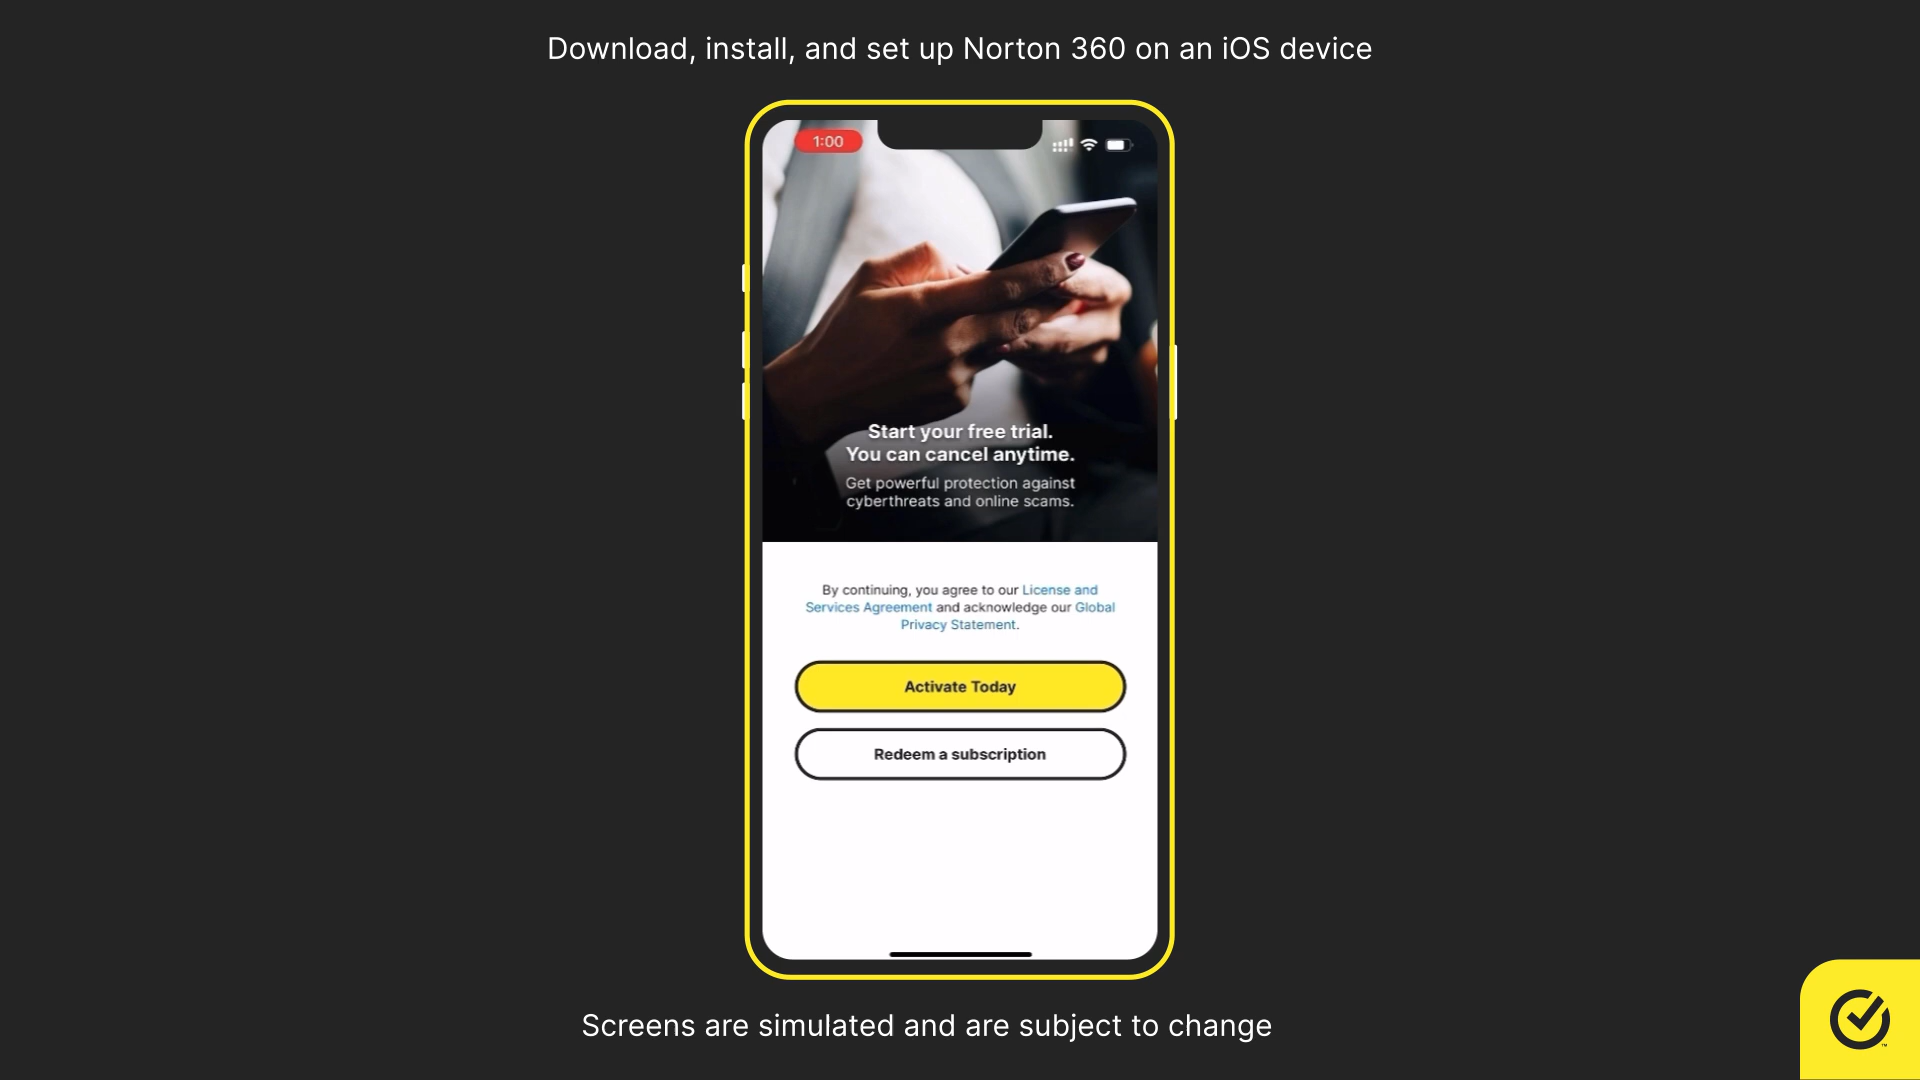 Download, install, and set up Norton 360 on an iOS device
1:00
Start your free trial.
You can cancel anytime.
Get powerful protection against
cyberthreats and online scams.
By continuing, you agree to our License and
Services Agreement and acknowledge our Global
Privacy Statement.
Activate Today
Redeem a subscription
Screens are simulated and are subject to change
™